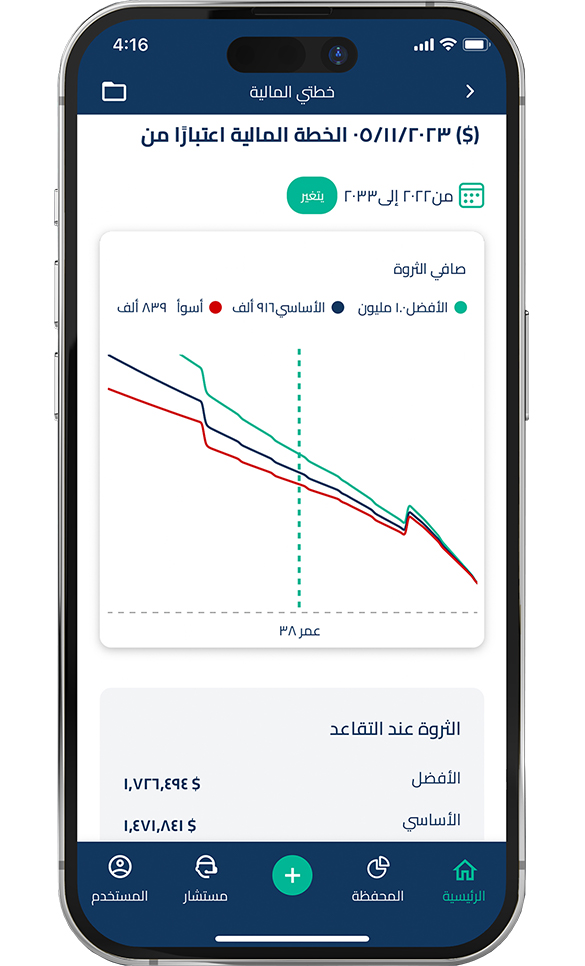 4:16
خطتي المالية
($) ٠٥/١١/٢٠٢٣ الخطة المالية اعتبارًا من
من٢٠٢٢ إلى٢٠٣٣ يتغير
صافي الثروة
الأفضل١.٠ مليون الأساسي٩١٦ ألف أسوأ ٨٣٩ ألف
عمر ٣٨
الثروة عند التقاعد
الأفضل $ ١,٧٢٦,٤٩٤
الأساسي $ ١,٤٧١,٨٤١
الرئيسية المحفظة + مستشار المستخدم